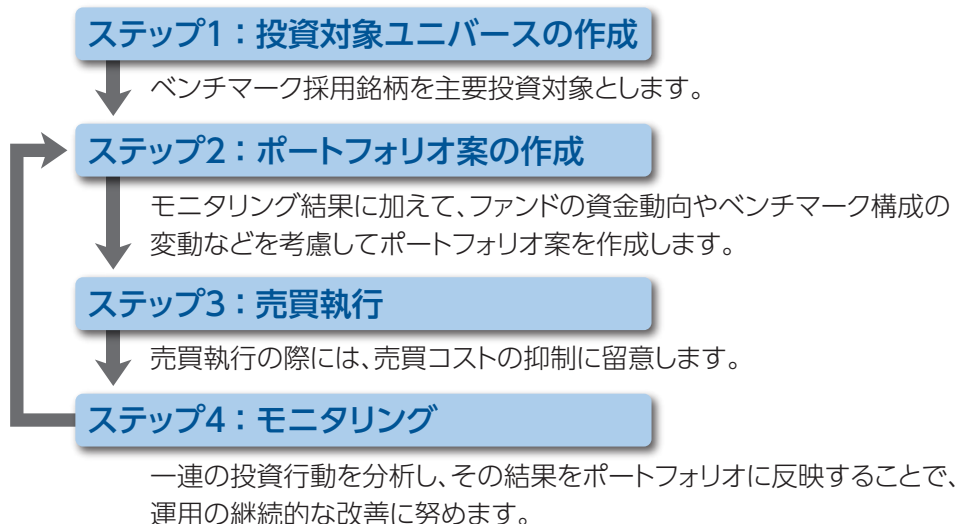 ステップ1：投資対象ユニバースの作成
ベンチマーク採用銘柄を主要投資対象とします。
ステップ2：ポートフォリオ案の作成
モニタリング結果に加えて、ファンドの資金動向やベンチマーク構成の
変動などを考慮してポートフォリオ案を作成します。
ステップ3：売買執行
売買執行の際には、売買コストの抑制に留意します。
ステップ4：モニタリング
一連の投資行動を分析し、その結果をポートフォリオに反映することで、
運用の継続的な改善に努めます。